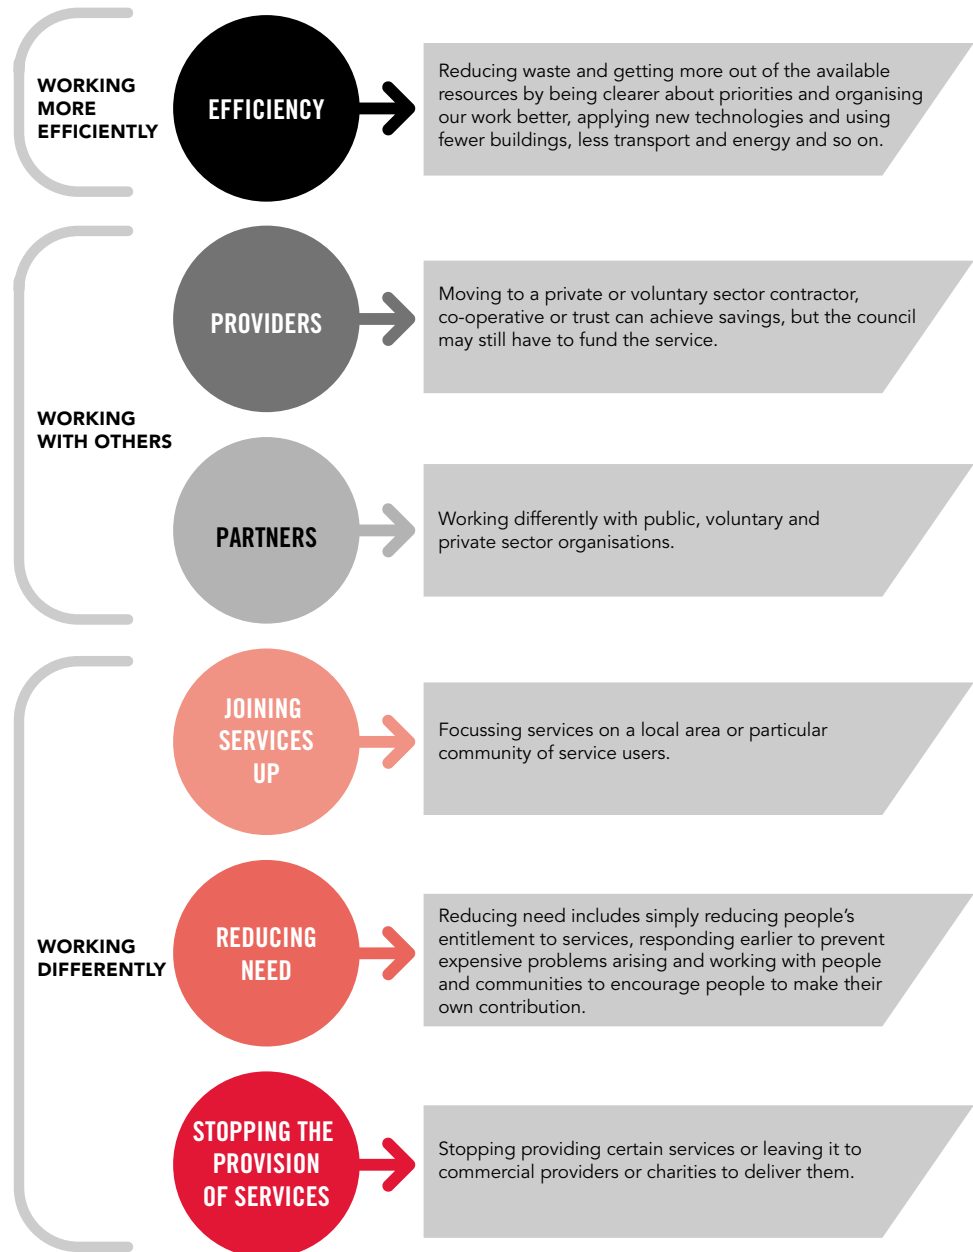 WORKING
MORE
EFFICIENTLY
EFFICIENCY
Reducing waste and getting more out of the available
resources by being clearer about priorities and organising
our work better, applying new technologies and using
fewer buildings, less transport and energy and so on.
WORKING
WITH OTHERS
PROVIDERS
Moving to a private or voluntary sector contractor,
co-operative or trust can achieve savings, but the council
may still have to fund the service.
PARTNERS
Working differently with public, voluntary and
private sector organisations.
WORKING
DIFFERENTLY
JOINING
SERVICES
UP
Focussing services on a local area or particular
community of service users.
REDUCING
NEED
Reducing need includes simply reducing people’s
entitlement to services, responding earlier to prevent
expensive problems arising and working with people
and communities to encourage people to make their
own contribution.
STOPPING THE
PROVISION
OF SERVICES
Stopping providing certain services or leaving it to
commercial providers or charities to deliver them.